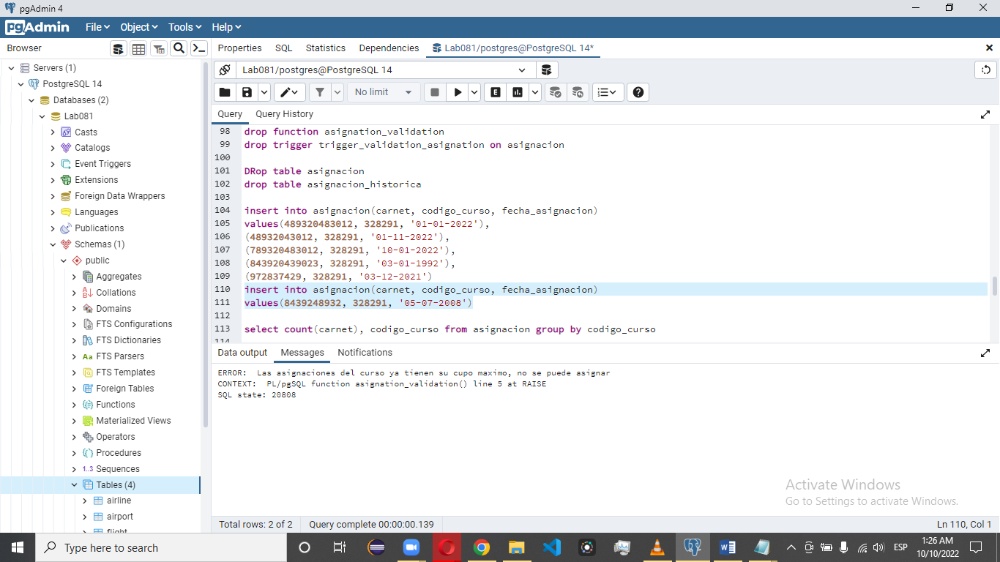 pgAdmin 4
pgAdmin File Object Tools Help
Browser
Properties SQL Statistics Dependencies Lab081/postgres@PostgreSQL 14*
Servers (1)
PostgreSQL 14
Databases (2)
Lab081
Casts
Catalogs
Event Triggers
Extensions
Foreign Data Wrappers
Languages
Publications
Schemas (1)
public
Aggregates
Collations
Domains
FTS Configurations
FTS Dictionaries
Aa FTS Parsers
FTS Templates
Foreign Tables
Functions
Materialized Views
Operators
Procedures
1..3 Sequences
Tables (4)
airline
airport
flight
Lab081/postgres@PostgreSQL 14
No limit
E
Query Query History
98 drop function asignation_validation
99 drop trigger trigger_validation_asignation on asignacion
100
101 DRop table asignacion
102 drop table asignacion_historica
103
104 insert into asignacion(carnet, codigo_curso, fecha_asignacion)
105 values(489320483012, 328291, '01-01-2022'),
106 (48932043012, 328291, '01-11-2022'),
107 (789320483012, 328291, '10-01-2022'),
108 (843920439023, 328291, '03-01-1992'),
109 (972837429, 328291, '03-12-2021')
110 insert into asignacion(carnet, codigo_curso, fecha_asignacion)
111 values(8439248932, 328291, '05-07-2008')
112
113 select count(carnet), codigo_curso from asignacion group by codigo_curso
114
Data output Messages Notifications
ERROR: Las asignaciones del curso ya tienen su cupo maximo, no se puede asignar
CONTEXT: PL/pgSQL function asignation_validation() line 5 at RAISE
SQL state: 20808
Activate Windows
Go to Settings to activate Windows.
Total rows: 2 of 2 Query complete 00:00:00.139 Ln 110, Col 1
Type here to search
ESP
1:26 AM
10/10/2022